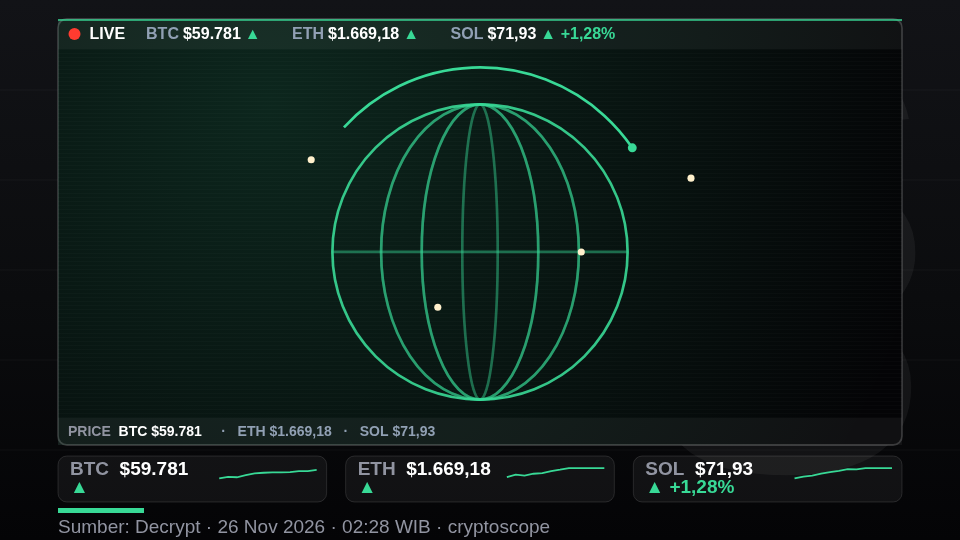 LIVE BTC $59.781 ▲ ETH $1.669,18 ▲ SOL $71,93 ▲ +1,28%
PRICE BTC $59.781 · ETH $1.669,18 · SOL $71,93
BTC $59.781
▲
ETH $1.669,18
▲
SOL $71,93
▲ +1,28%
Sumber: Decrypt · 26 Nov 2026 · 02:28 WIB · cryptoscope